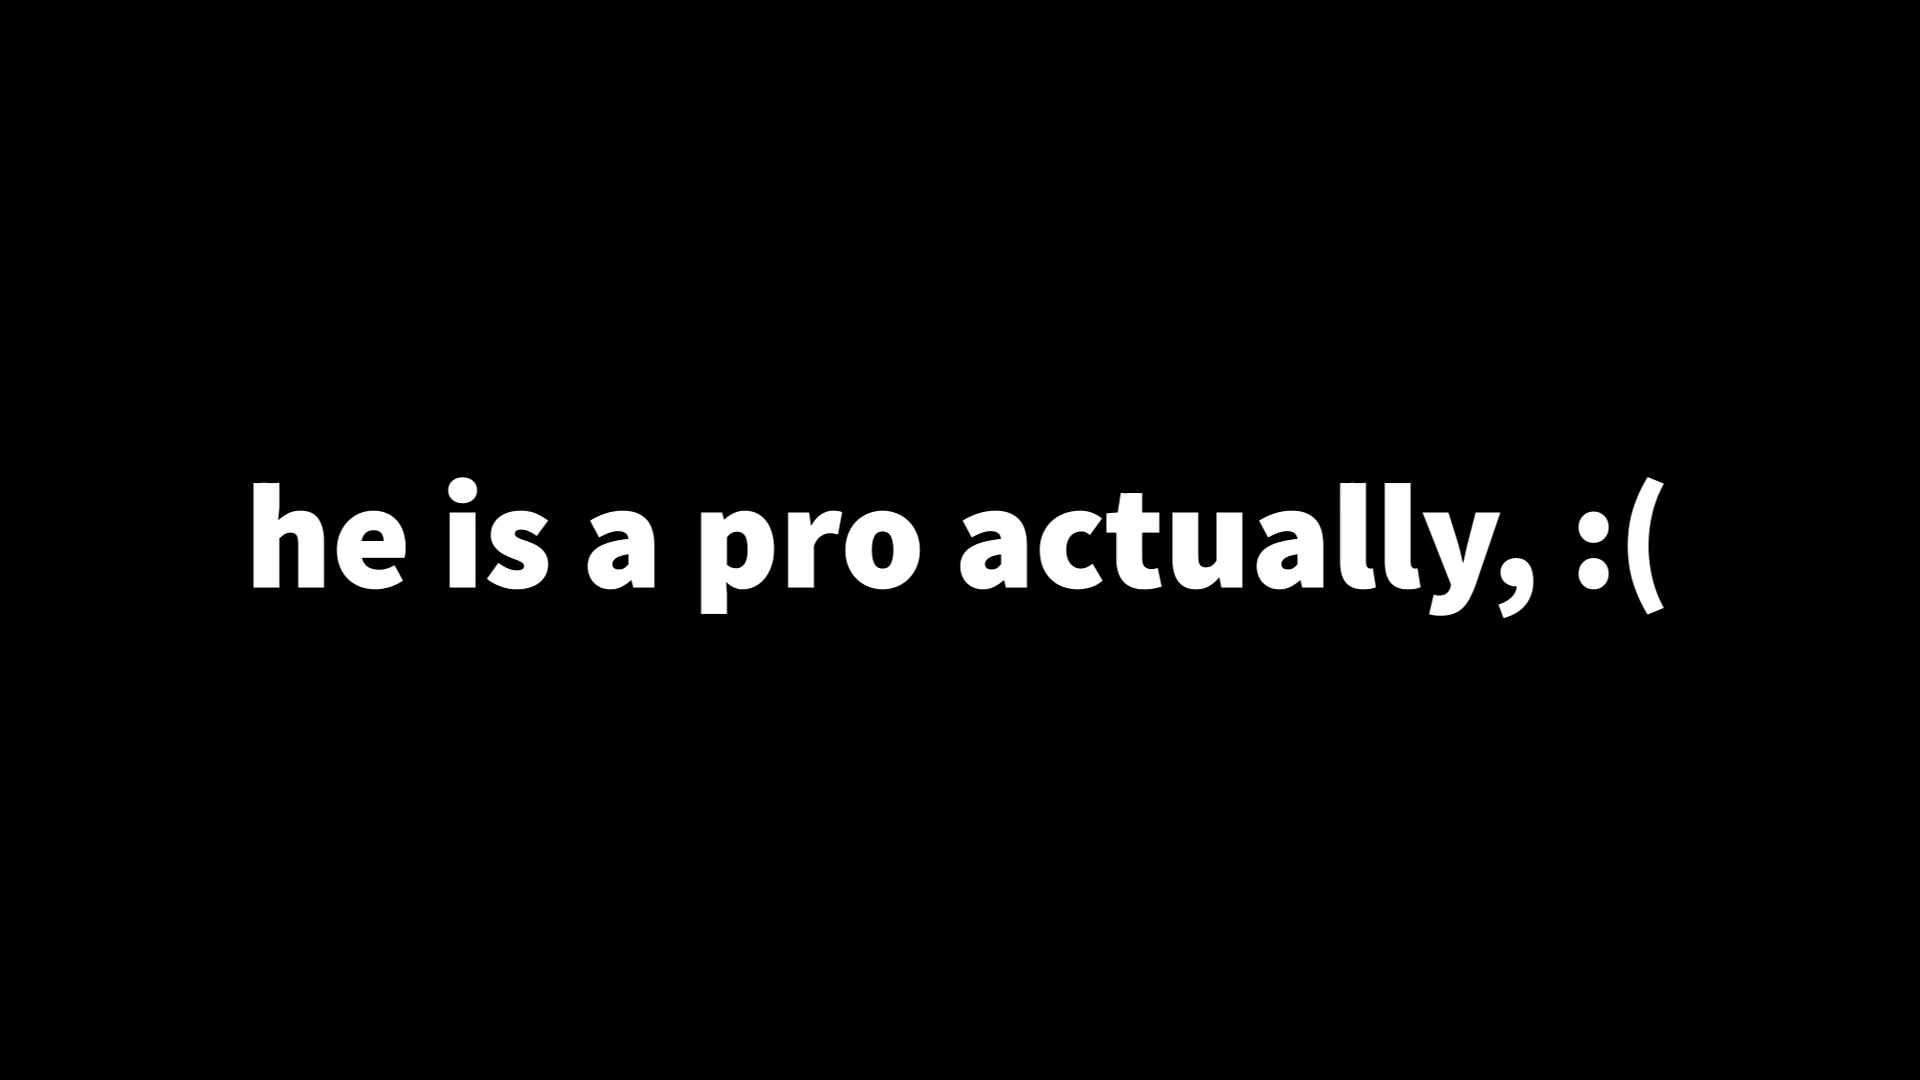 he is a pro actually, :(